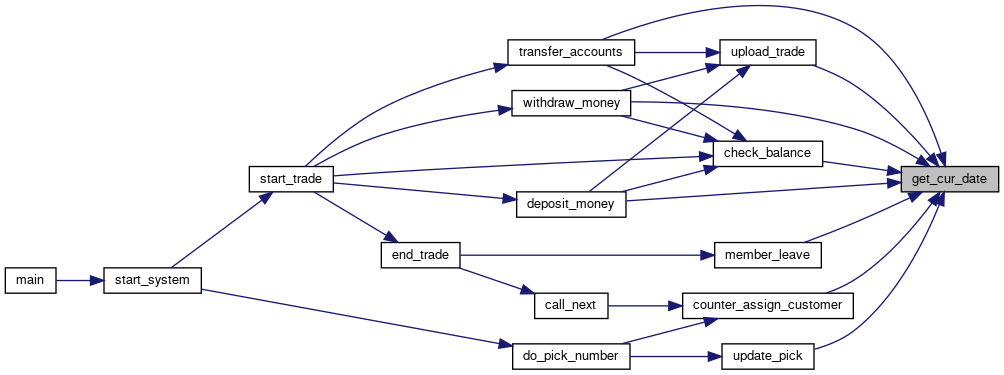 transfer_accounts
upload_trade
withdraw_money
check_balance
start_trade
get_cur_date
deposit_money
end_trade
member_leave
main
start_system
call_next
counter_assign_customer
do_pick_number
update_pick